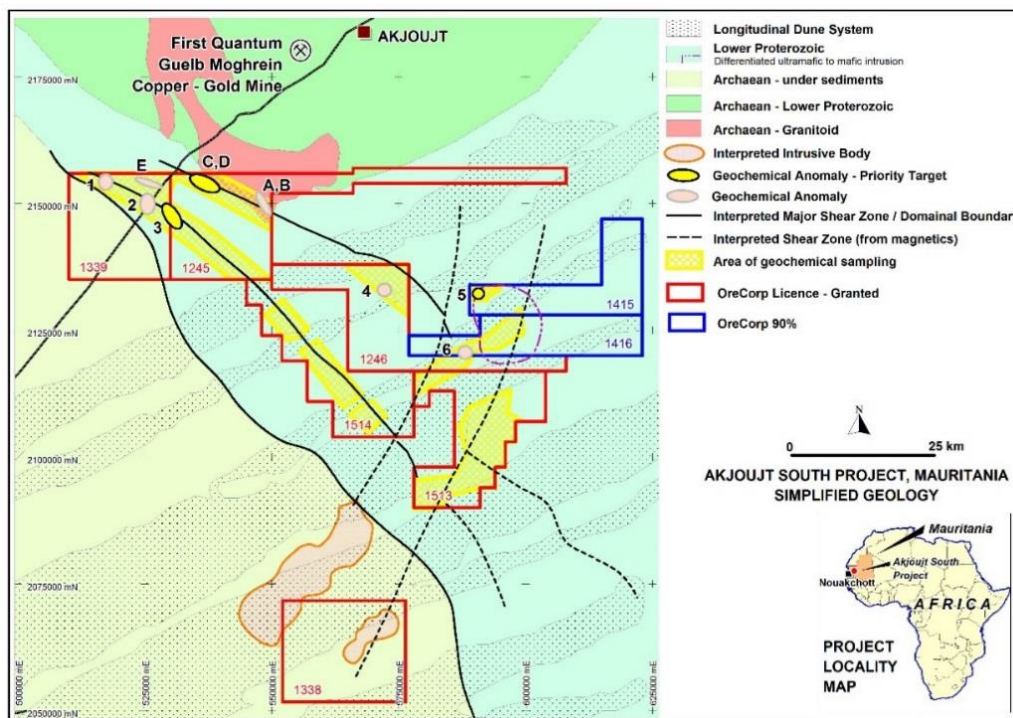 First Quantum
Guelb Moghrein
Copper - Gold Mine
AKJOUJT
2175000 mN
2150000 mN
2125000 mN
2100000 mN
2075000 mN
2050000 mN
E
C,D
A,B
1
2
3
4
5
6
1339
1245
1246
1415
1416
1514
1513
1338
500000 mE
525000 mE
550000 mE
575000 mE
600000 mE
625000 mE
Longitudinal Dune System
Lower Proterozoic
Differentiated ultramafic to mafic intrusion
Archaean - under sediments
Archaean - Lower Proterozoic
Archaean - Granitoid
Interpreted Intrusive Body
Geochemical Anomaly - Priority Target
Geochemical Anomaly
Interpreted Major Shear Zone / Domainal Boundar
Interpreted Shear Zone (from magnetics)
Area of geochemical sampling
OreCorp Licence - Granted
OreCorp 90%
N
0 25 km
AKJOUJT SOUTH PROJECT, MAURITANIA
SIMPLIFIED GEOLOGY
Mauritania
Akjoujt South
Project
Nouakchott
AFRICA
PROJECT
LOCALITY
MAP